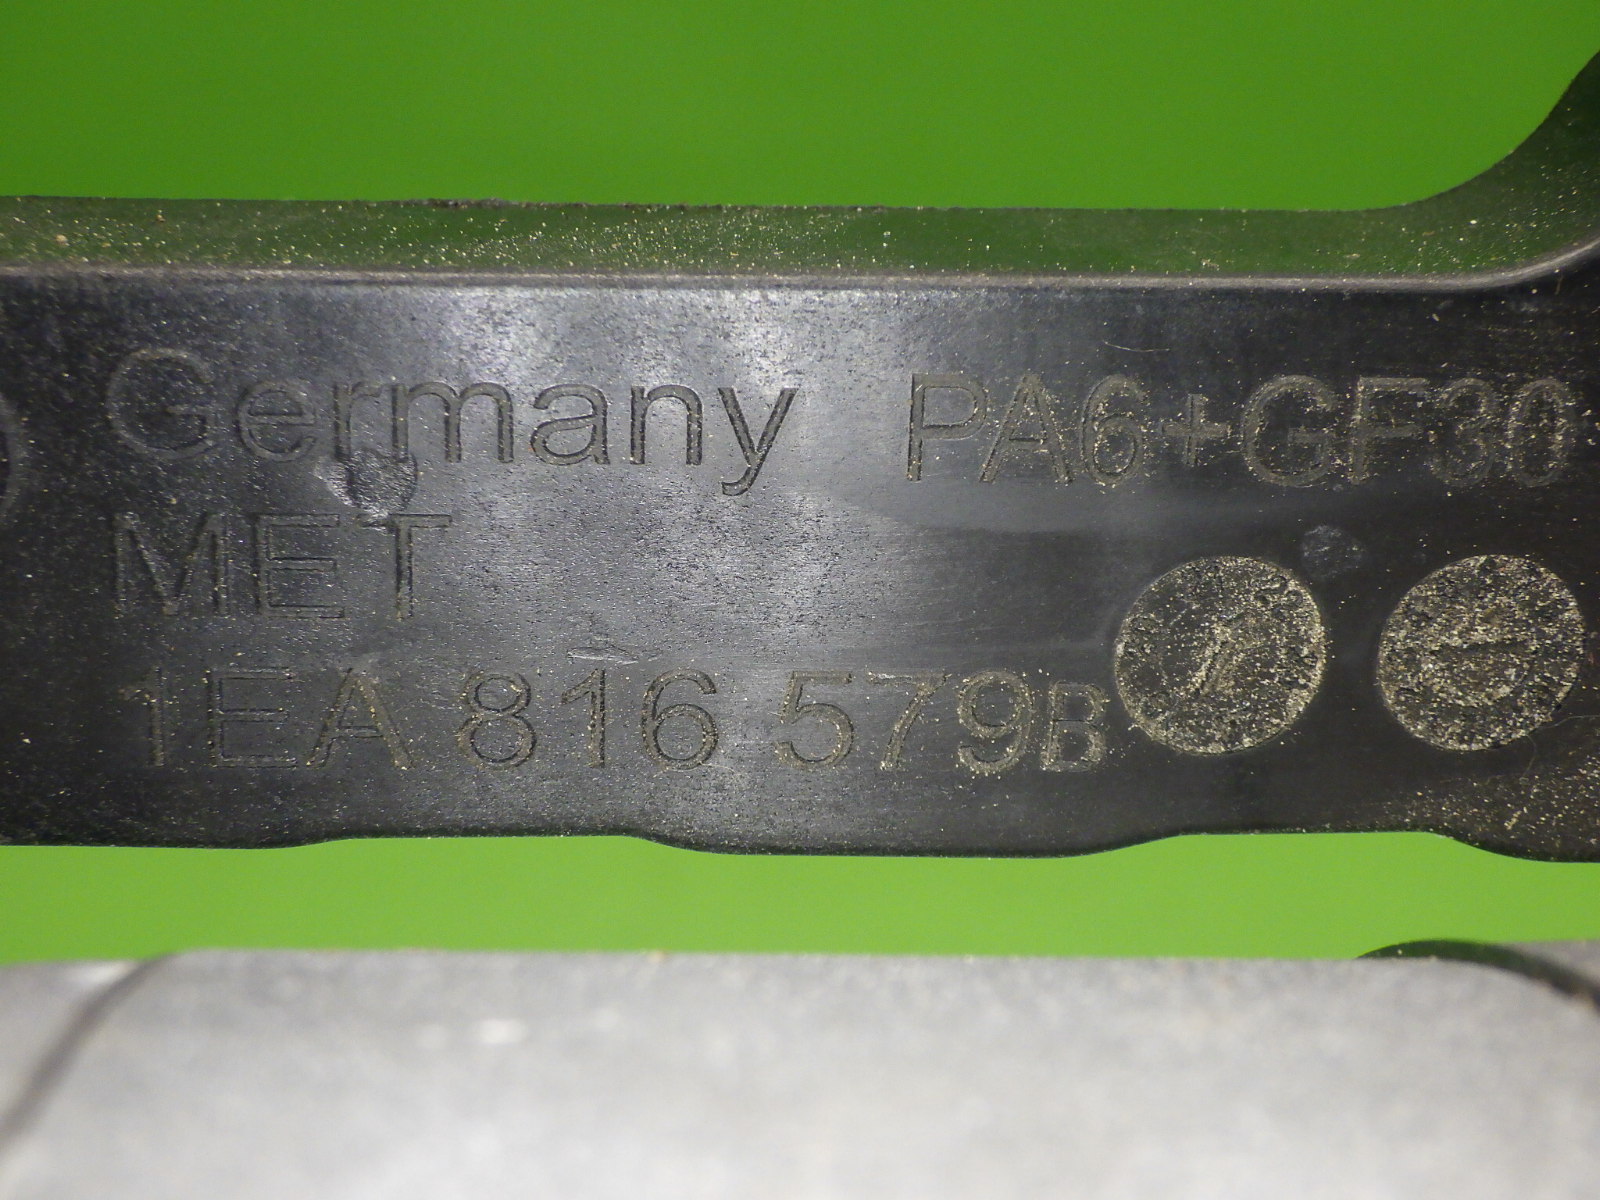 Germany PA6+GF30
MET
1EA 816 579B